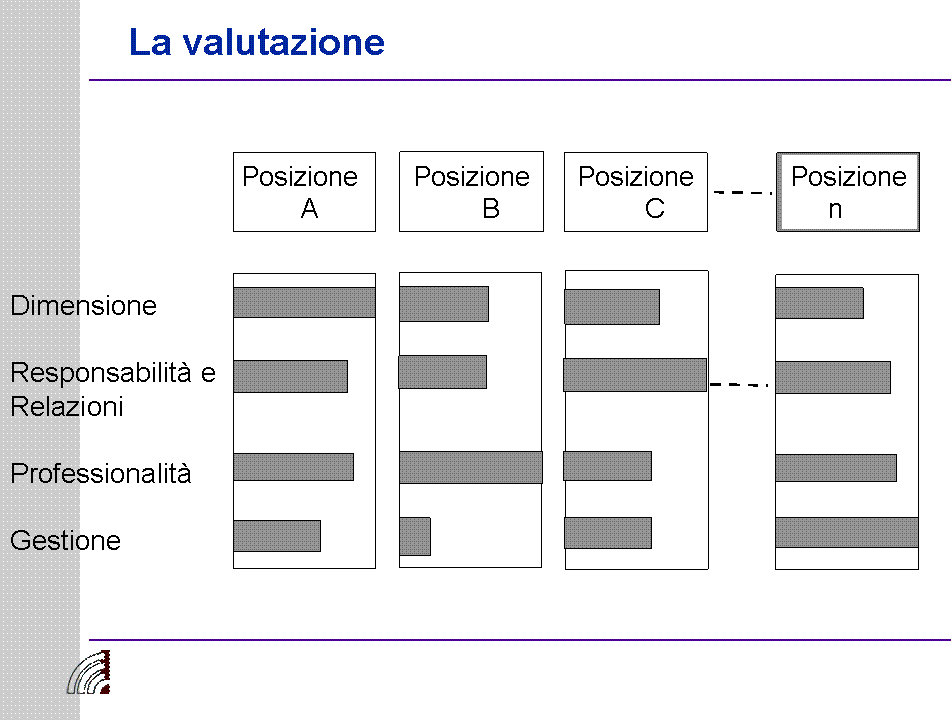 La valutazione
Posizione
A
Posizione
B
Posizione
C
Posizione
n
Dimensione
Responsabilità e
Relazioni
Professionalità
Gestione